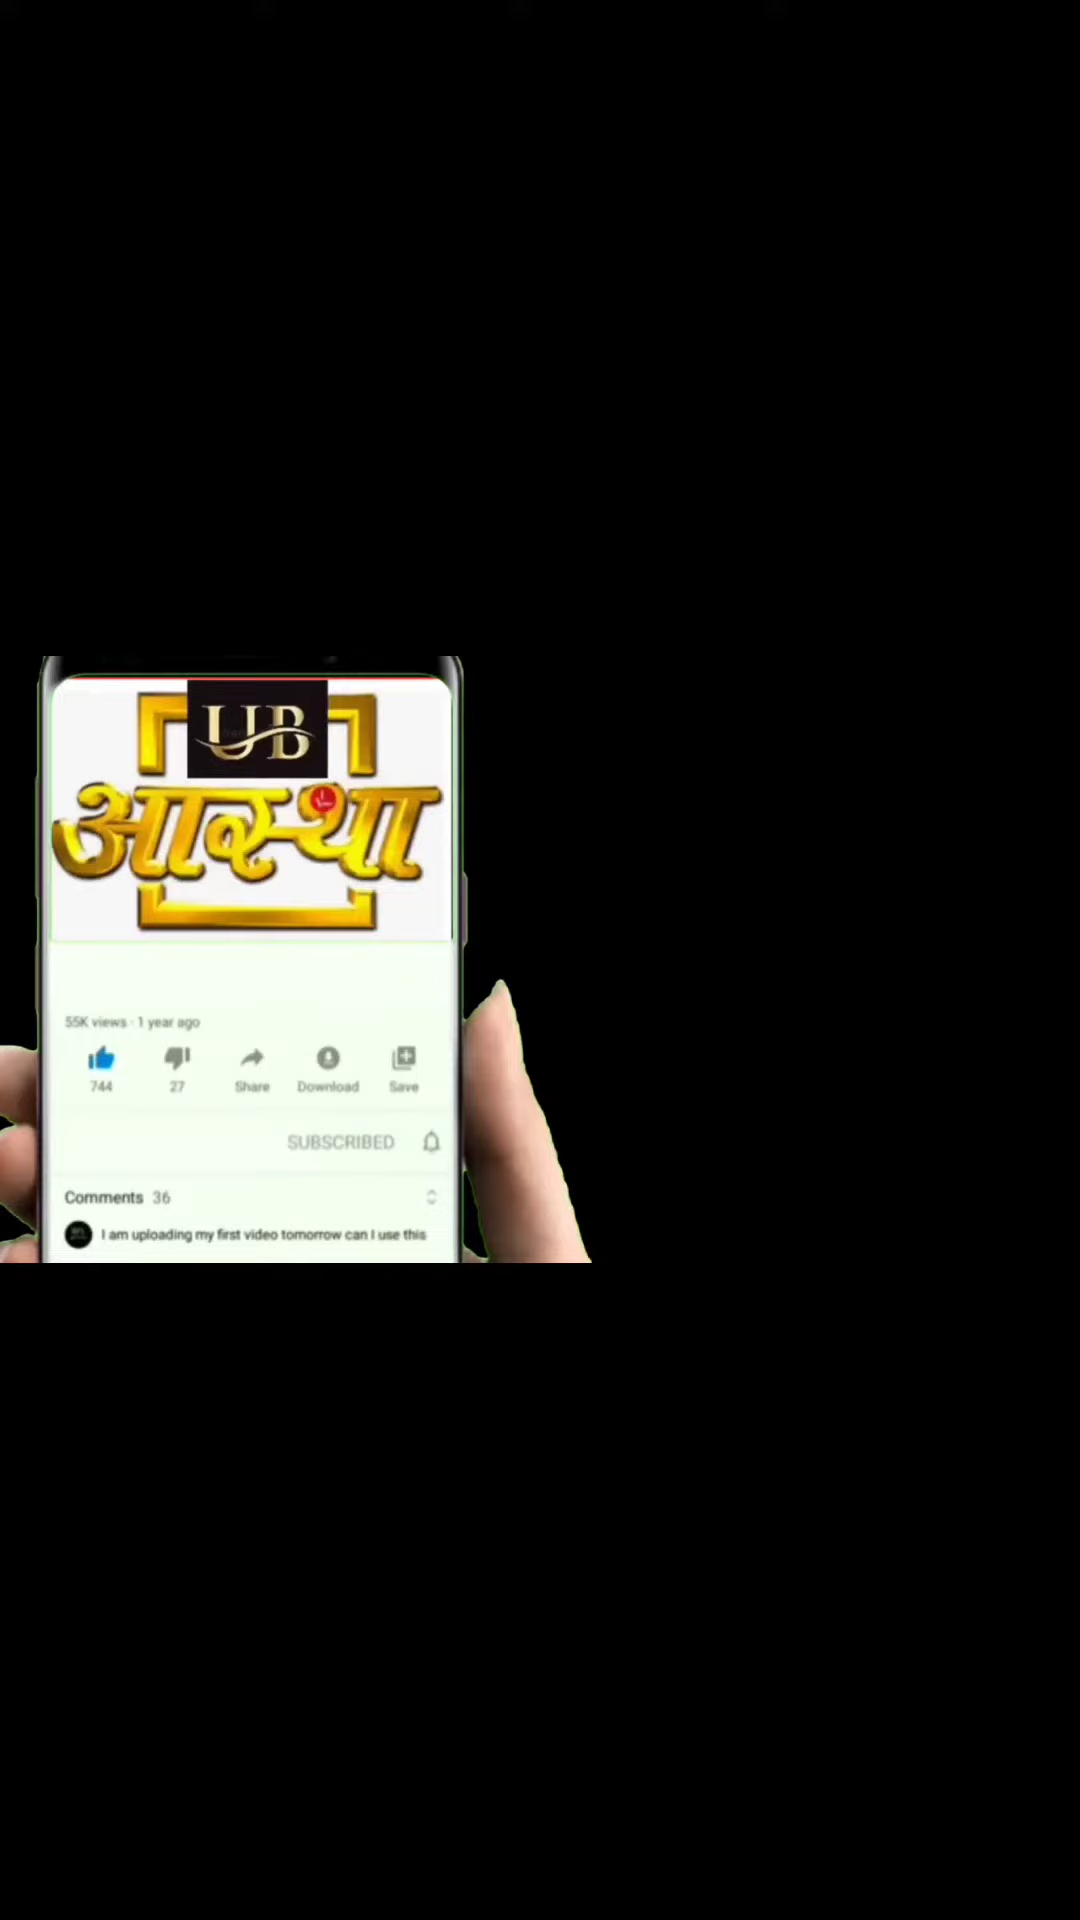 UB
आस्था
55K views · 1 year ago
744 27 Share Download Save
SUBSCRIBED
Comments 36
I am uploading my first video tomorrow can I use this